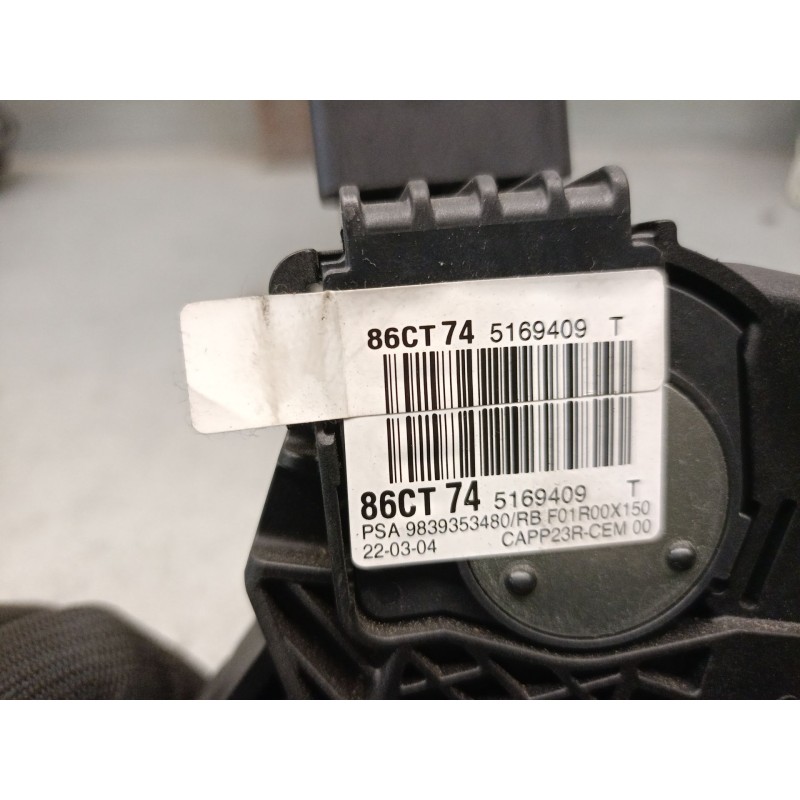 86CT 74 5169409 T
86CT 74 5169409 T
PSA 9839353480/RB F01R00X150
22-03-04 CAPP23R-CEM 00